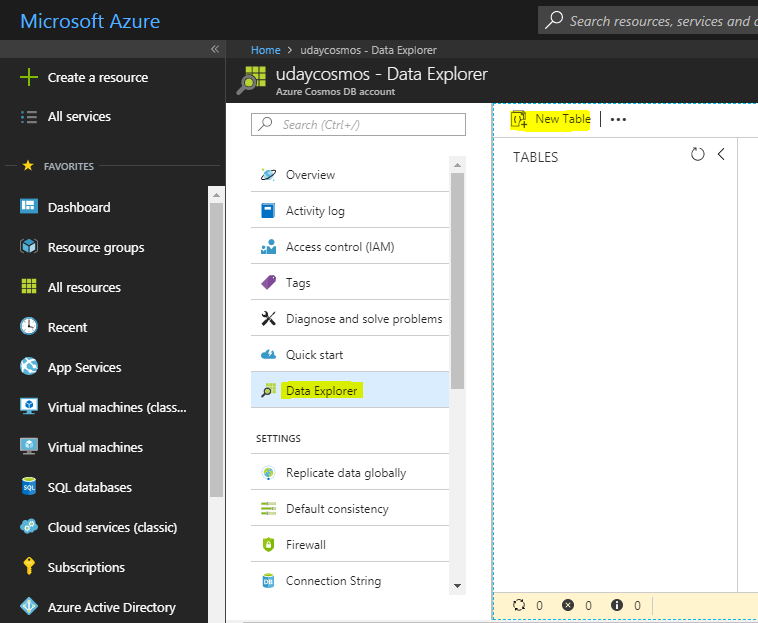 Microsoft Azure
Search resources, services and
Home > udaycosmos - Data Explorer
udaycosmos - Data Explorer
Azure Cosmos DB account
Create a resource
All services
FAVORITES
Dashboard
Resource groups
All resources
Recent
App Services
Virtual machines (class...
Virtual machines
SQL databases
Cloud services (classic)
Subscriptions
Azure Active Directory
Search (Ctrl+/)
Overview
Activity log
Access control (IAM)
Tags
Diagnose and solve problems
Quick start
Data Explorer
SETTINGS
Replicate data globally
Default consistency
Firewall
Connection String
New Table
TABLES
0 0 0